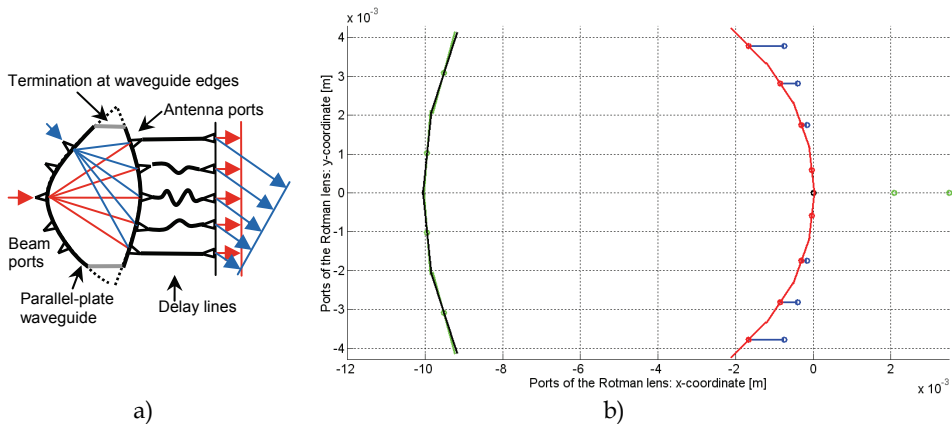 Termination at waveguide edges
Antenna ports
Beam
ports
Parallel-plate
waveguide
Delay lines
a)
x 10⁻³
4
3
2
1
0
-1
-2
-3
-4
Ports of the Rotman lens: y-coordinate [m]
-12 -10 -8 -6 -4 -2 0 2
Ports of the Rotman lens: x-coordinate [m]
x 10⁻³
b)